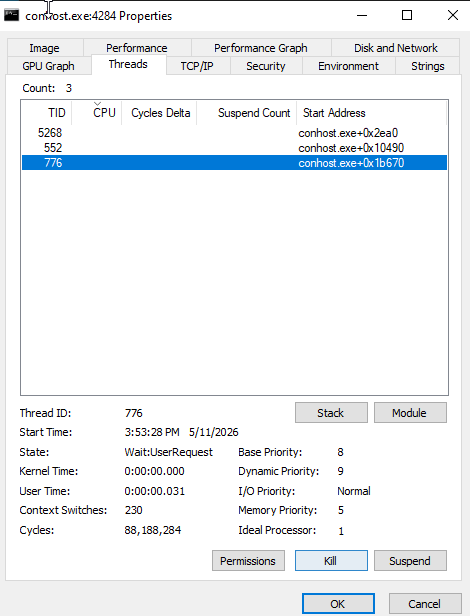 conhost.exe:4284 Properties
Image Performance Performance Graph Disk and Network
GPU Graph Threads TCP/IP Security Environment Strings
Count: 3
TID CPU Cycles Delta Suspend Count Start Address
5268 conhost.exe+0x2ea0
552 conhost.exe+0x10490
776 conhost.exe+0x1b670
Thread ID: 776 Stack Module
Start Time: 3:53:28 PM 5/11/2026
State: Wait:UserRequest Base Priority: 8
Kernel Time: 0:00:00.000 Dynamic Priority: 9
User Time: 0:00:00.031 I/O Priority: Normal
Context Switches: 230 Memory Priority: 5
Cycles: 88,188,284 Ideal Processor: 1
Permissions Kill Suspend
OK Cancel